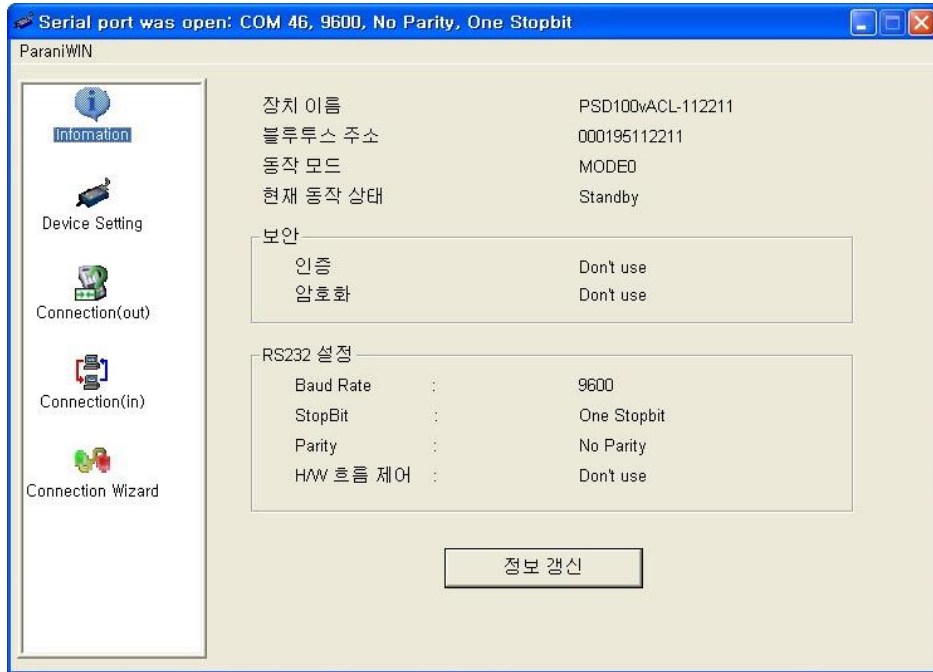 Serial port was open: COM 46, 9600, No Parity, One Stopbit
ParaniWIN
Infomation
Device Setting
Connection(out)
Connection(in)
Connection Wizard
장치 이름 PSD100vACL-112211
블루투스 주소 000195112211
동작 모드 MODE0
현재 동작 상태 Standby
보안
인증 Don't use
암호화 Don't use
RS232 설정
Baud Rate : 9600
StopBit : One Stopbit
Parity : No Parity
H/W 흐름 제어 : Don't use
정보 갱신